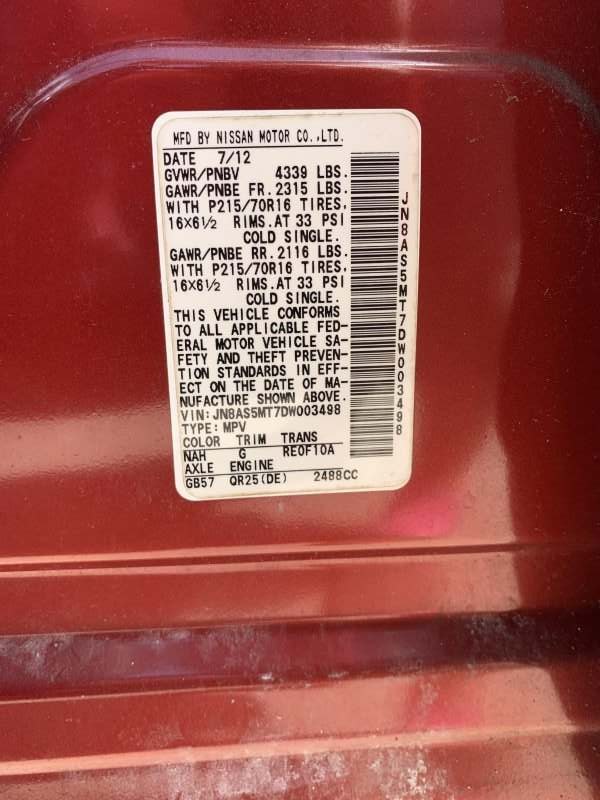 MFD BY NISSAN MOTOR CO.,LTD.
DATE 7/12
GVWR/PNBV 4339 LBS.
GAWR/PNBE FR. 2315 LBS.
WITH P215/70R16 TIRES,
16X6½ RIMS.AT 33 PSI
COLD SINGLE.
GAWR/PNBE RR. 2116 LBS.
WITH P215/70R16 TIRES,
16X6½ RIMS.AT 33 PSI
COLD SINGLE.
THIS VEHICLE CONFORMS
TO ALL APPLICABLE FED-
ERAL MOTOR VEHICLE SA-
FETY AND THEFT PREVEN-
TION STANDARDS IN EFF-
ECT ON THE DATE OF MA-
NUFACTURE SHOWN ABOVE.
VIN: JN8AS5MT7DW003498
TYPE: MPV
COLOR TRIM TRANS
NAH G RE0F10A
AXLE ENGINE
GB57 QR25(DE) 2488CC
JN8AS5MT7DW003498